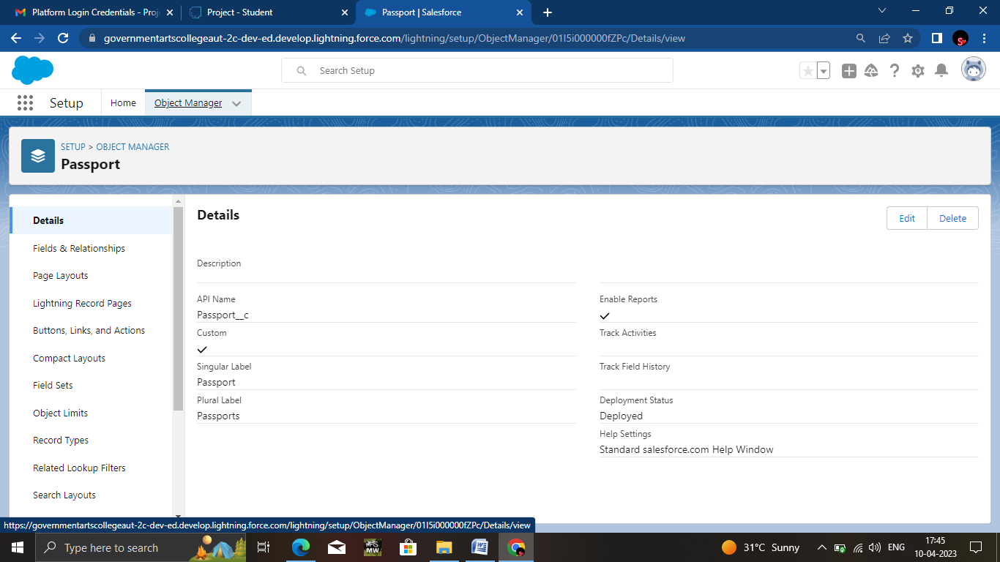 Platform Login Credentials - Proj
Project - Student
Passport | Salesforce
governmentartscollegeaut-2c-dev-ed.develop.lightning.force.com/lightning/setup/ObjectManager/01I5i000000fZPc/Details/view
Search Setup
Setup
Home
Object Manager
SETUP > OBJECT MANAGER
Passport
Details
Fields & Relationships
Page Layouts
Lightning Record Pages
Buttons, Links, and Actions
Compact Layouts
Field Sets
Object Limits
Record Types
Related Lookup Filters
Search Layouts
Details
Edit
Delete
Description
API Name
Passport__c
Custom
Singular Label
Passport
Plural Label
Passports
Enable Reports
Track Activities
Track Field History
Deployment Status
Deployed
Help Settings
Standard salesforce.com Help Window
https://governmentartscollegeaut-2c-dev-ed.develop.lightning.force.com/lightning/setup/ObjectManager/01I5i000000fZPc/Details/view
Type here to search
MW
31°C Sunny
ENG
17:45
10-04-2023